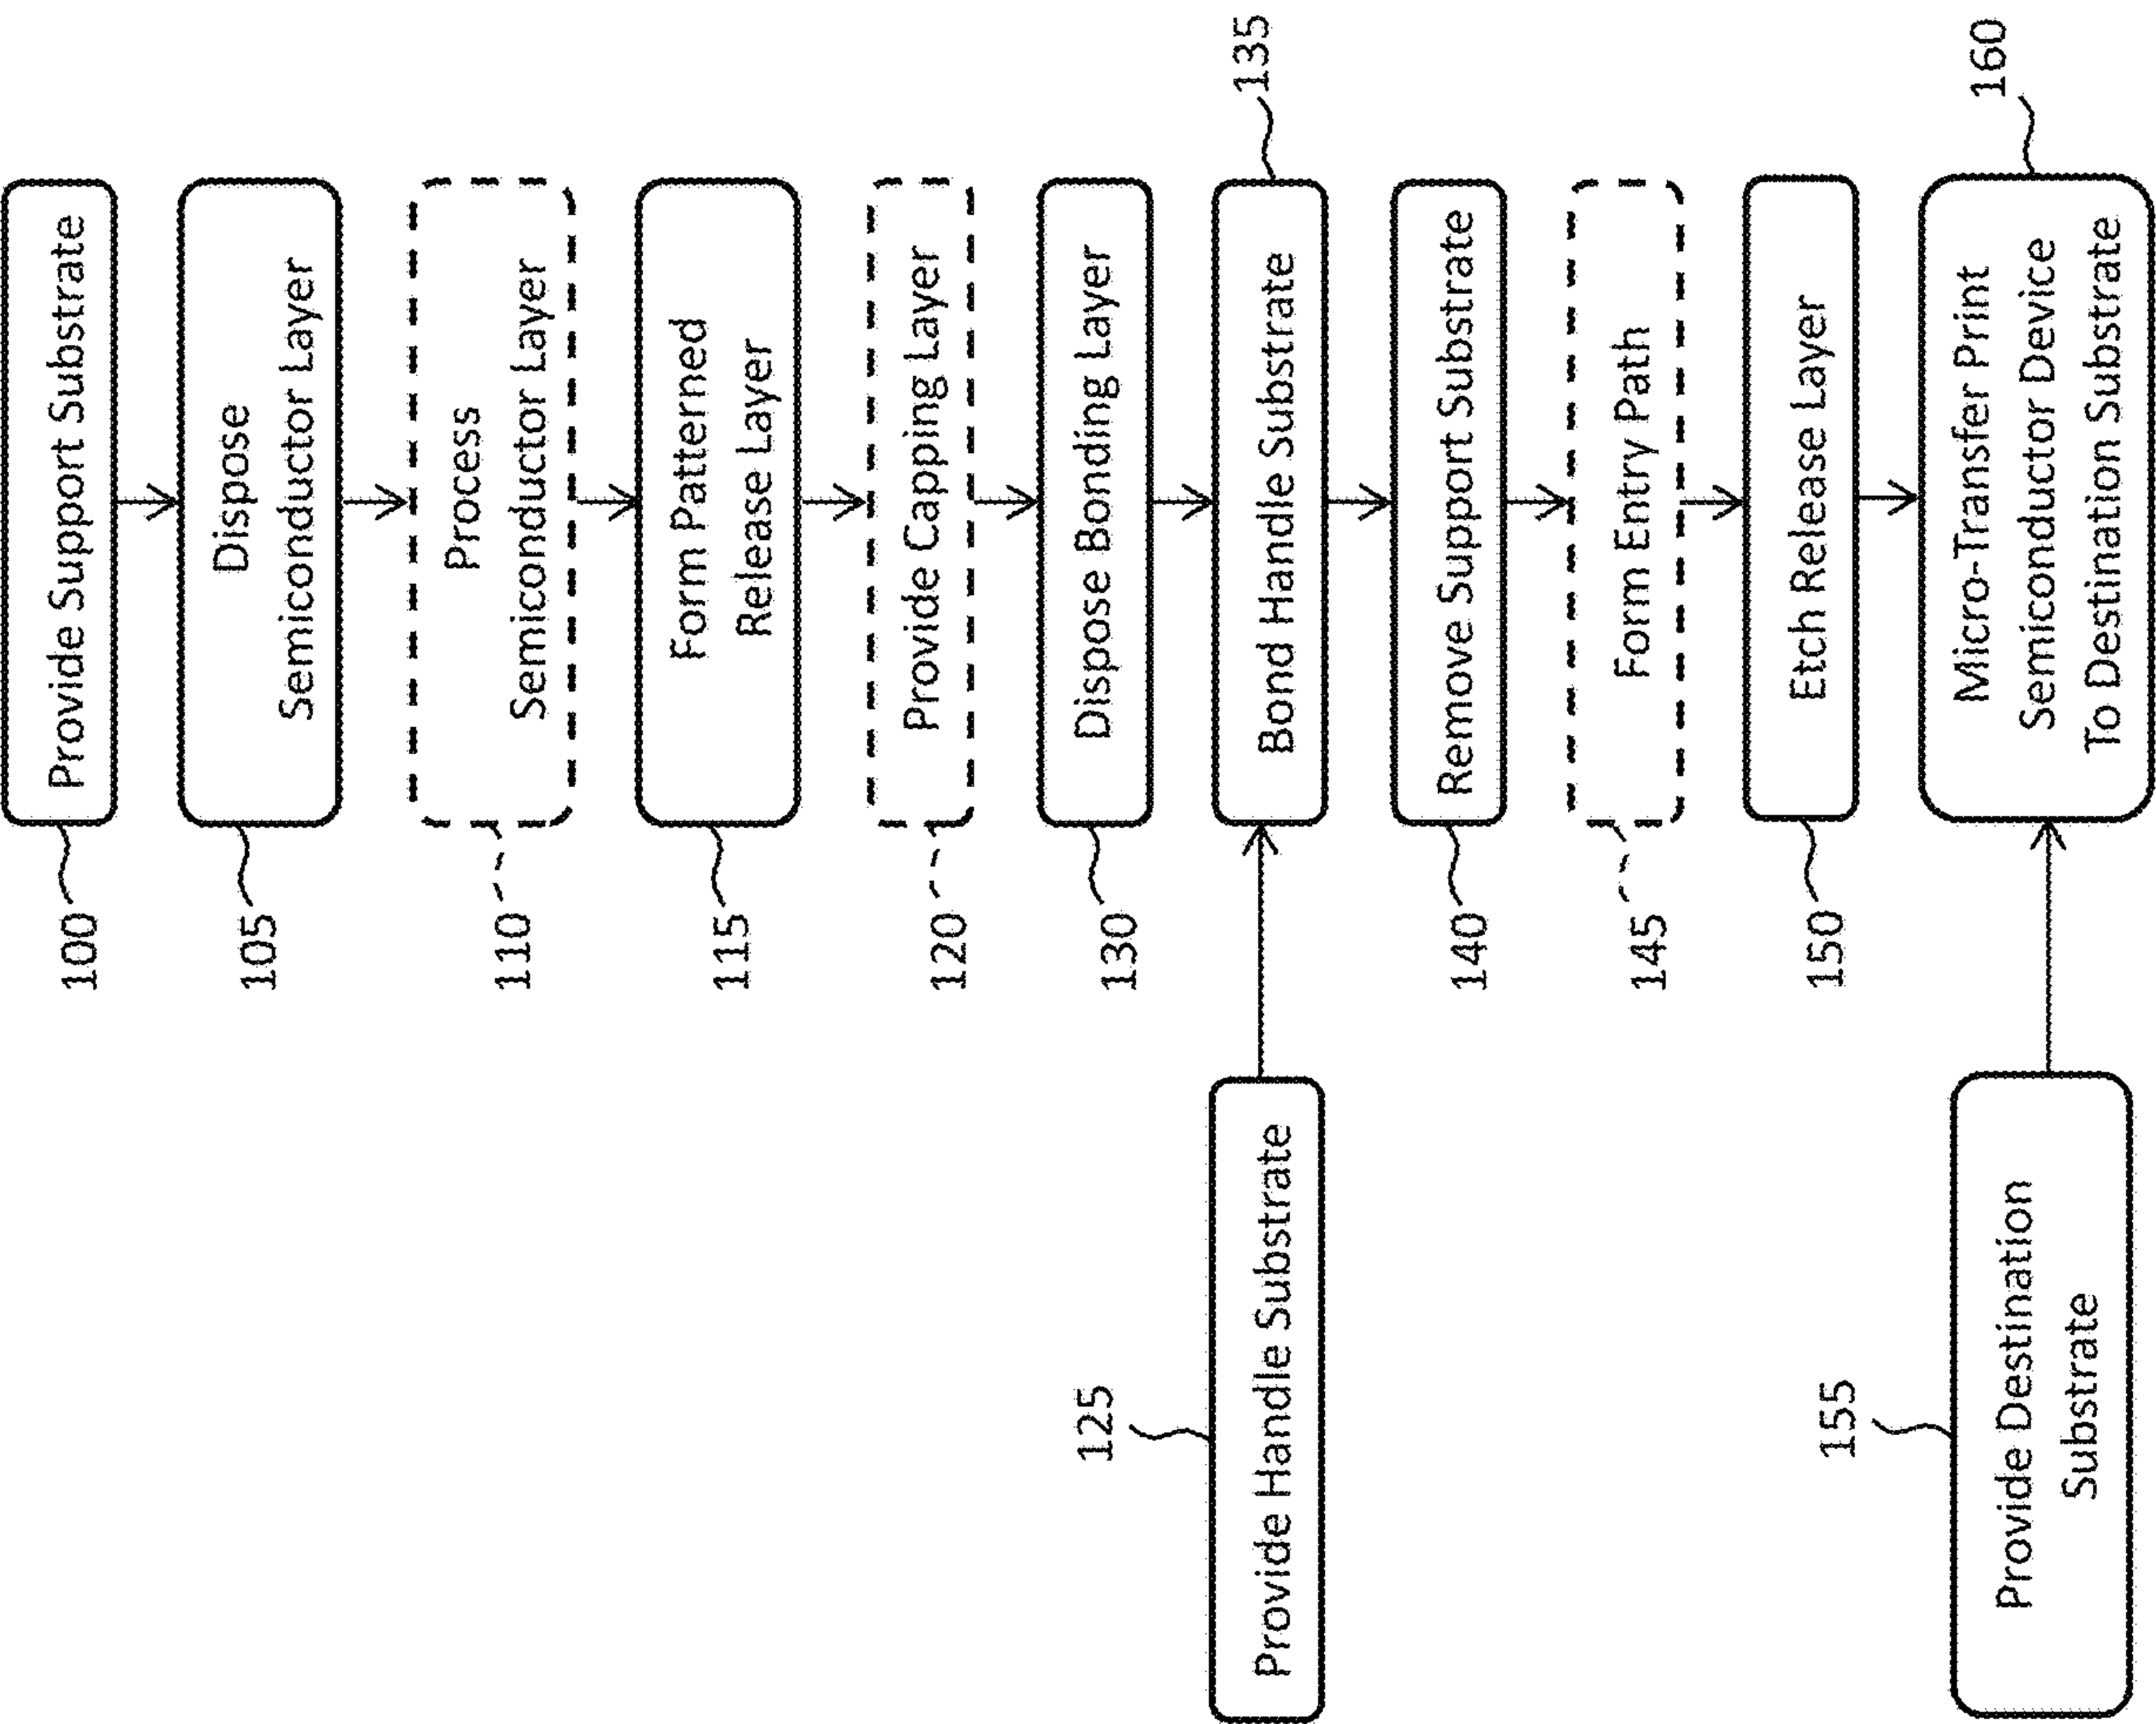 100
Provide Support Substrate
105
Dispose
Semiconductor Layer
110
Process
Semiconductor Layer
115
Form Patterned
Release Layer
120
Provide Capping Layer
130
Dispose Bonding Layer
125
Provide Handle Substrate
Bond Handle Substrate
135
140
Remove Support Substrate
145
Form Entry Path
150
Etch Release Layer
155
Provide Destination
Substrate
Micro-Transfer Print
Semiconductor Device
To Destination Substrate
160